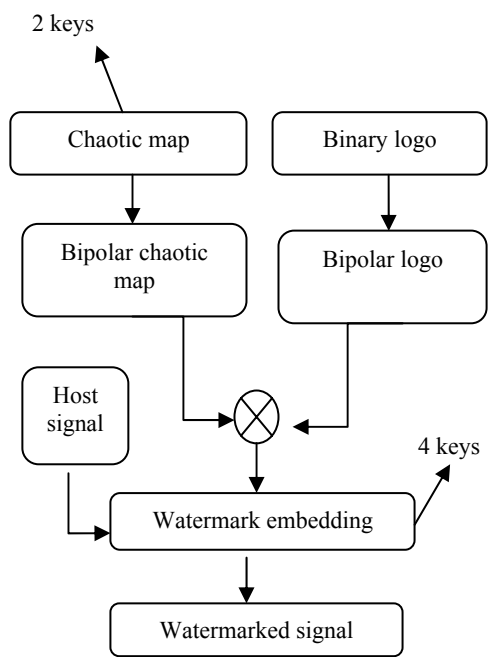 2 keys
Chaotic map
Binary logo
Bipolar chaotic
map
Bipolar logo
Host
signal
4 keys
Watermark embedding
Watermarked signal